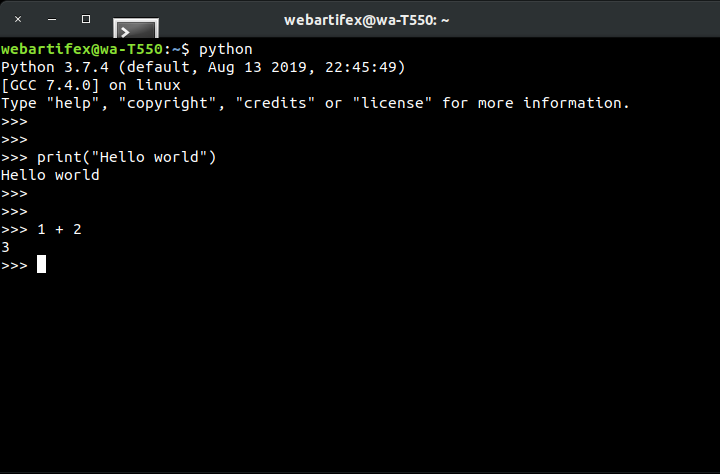 webartifex@wa-T550: ~
webartifex@wa-T550:~$ python
Python 3.7.4 (default, Aug 13 2019, 22:45:49)
[GCC 7.4.0] on linux
Type "help", "copyright", "credits" or "license" for more information.
>>>
>>>
>>> print("Hello world")
Hello world
>>>
>>>
>>> 1 + 2
3
>>>